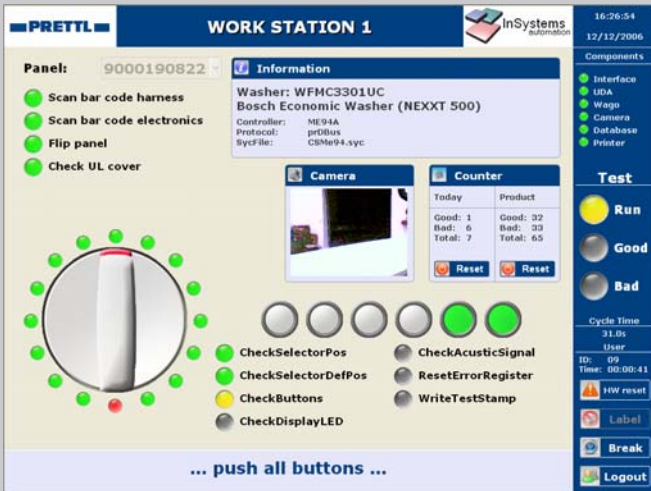 PRETTL
WORK STATION 1
InSystems
automation
16:26:54
12/12/2006
Panel: 9000190822
Scan bar code harness
Scan bar code electronics
Flip panel
Check UL cover
Information
Washer: WFMC3301UC
Bosch Economic Washer (NEXXT 500)
Controller: ME94A
Protocol: prDBus
SycFile: CSMe94.syc
Camera
Counter
Today Product
Good: 1 Good: 32
Bad: 6 Bad: 33
Total: 7 Total: 65
Reset Reset
CheckSelectorPos
CheckSelectorDefPos
CheckButtons
CheckDisplayLED
CheckAcusticSignal
ResetErrorRegister
WriteTestStamp
... push all buttons ...
Components
Interface
UDA
Wago
Camera
Database
Printer
Test
Run
Good
Bad
Cycle Time
31.0s
User
ID: 09
Time: 00:00:41
HW reset
Label
Break
Logout